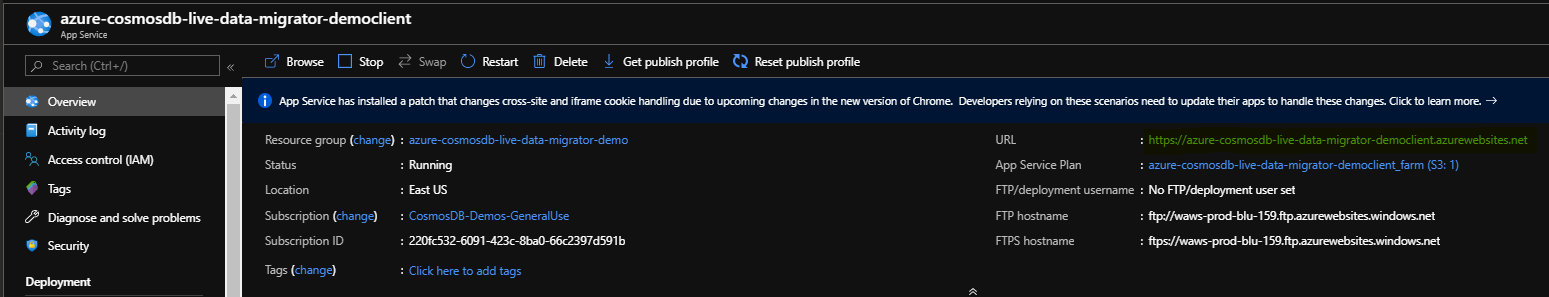 azure-cosmosdb-live-data-migrator-democlient
App Service
Search (Ctrl+/)
«
Browse Stop Swap Restart Delete Get publish profile Reset publish profile
App Service has installed a patch that changes cross-site and iframe cookie handling due to upcoming changes in the new version of Chrome. Developers relying on these scenarios need to update their apps to handle these changes. Click to learn more. →
Overview
Activity log
Access control (IAM)
Tags
Diagnose and solve problems
Security
Deployment
Resource group (change) : azure-cosmosdb-live-data-migrator-demo
Status : Running
Location : East US
Subscription (change) : CosmosDB-Demos-GeneralUse
Subscription ID : 220fc532-6091-423c-8ba0-66c2397d591b
Tags (change) : Click here to add tags
URL : https://azure-cosmosdb-live-data-migrator-democlient.azurewebsites.net
App Service Plan : azure-cosmosdb-live-data-migrator-democlient_farm (S3: 1)
FTP/deployment username : No FTP/deployment user set
FTP hostname : ftp://waws-prod-blu-159.ftp.azurewebsites.windows.net
FTPS hostname : ftps://waws-prod-blu-159.ftp.azurewebsites.windows.net